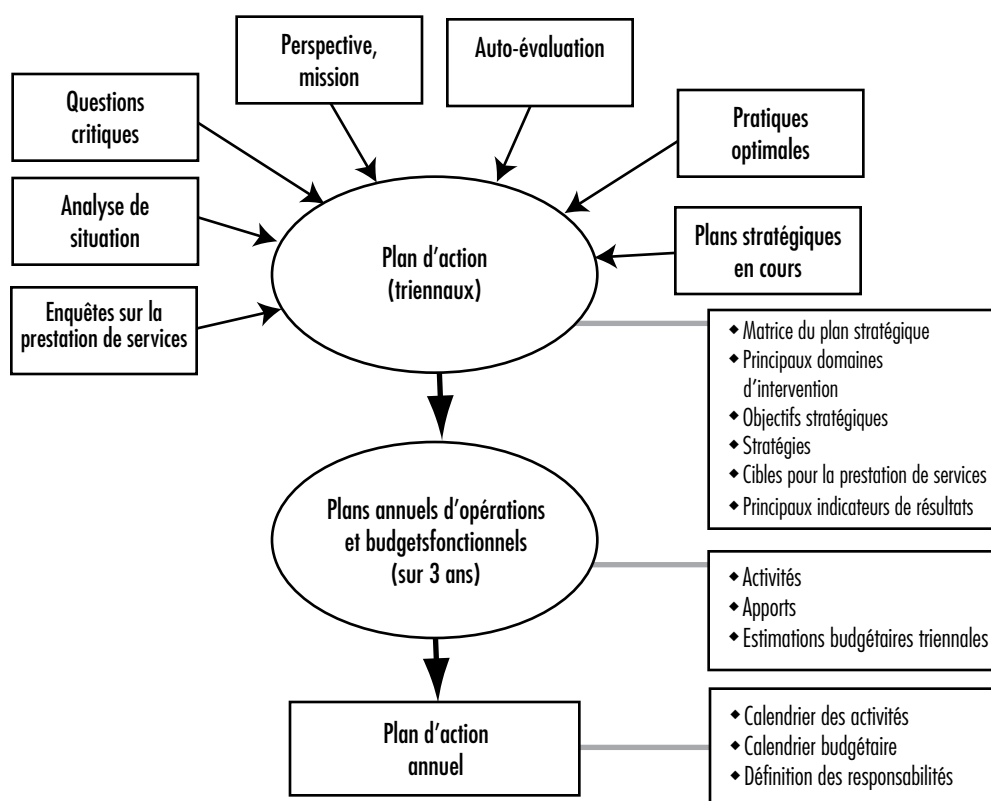 Perspective,
mission
Auto-évaluation
Questions
critiques
Pratiques
optimales
Analyse de
situation
Plans stratégiques
en cours
Enquêtes sur la
prestation de services
Plan d’action
(triennaux)
◆ Matrice du plan stratégique
◆ Principaux domaines
d’intervention
◆ Objectifs stratégiques
◆ Stratégies
◆ Cibles pour la prestation de services
◆ Principaux indicateurs de résultats
Plans annuels d’opérations
et budgetsfonctionnels
(sur 3 ans)
◆ Activités
◆ Apports
◆ Estimations budgétaires triennales
Plan d’action
annuel
◆ Calendrier des activités
◆ Calendrier budgétaire
◆ Définition des responsabilités